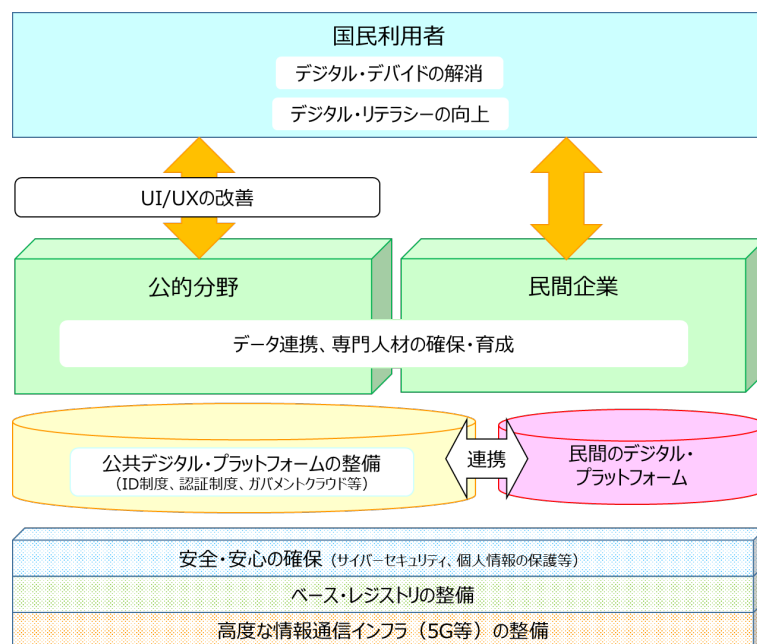 国民利用者
デジタル・デバイドの解消
デジタル・リテラシーの向上
UI/UXの改善
公的分野
民間企業
データ連携、専門人材の確保・育成
公共デジタル・プラットフォームの整備
（ID制度、認証制度、ガバメントクラウド等）
連携
民間のデジタル・
プラットフォーム
安全・安心の確保（サイバーセキュリティ、個人情報の保護等）
ベース・レジストリの整備
高度な情報通信インフラ（5G等）の整備